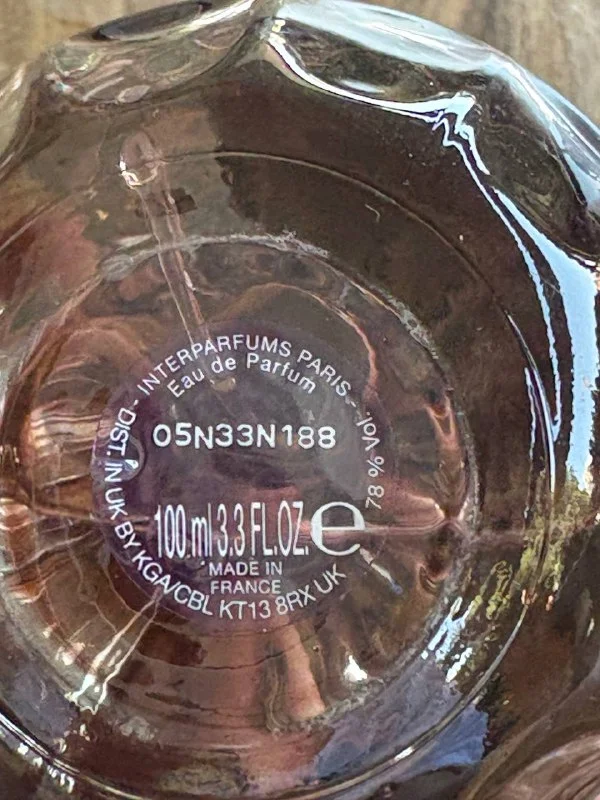 - INTERPARFUMS PARIS -
Eau de Parfum
05N33N188
78 % Vol.
100 ml 3.3 FL.OZ. e
MADE IN
FRANCE
DIST. IN UK BY KGA/CBL KT13 8RX UK